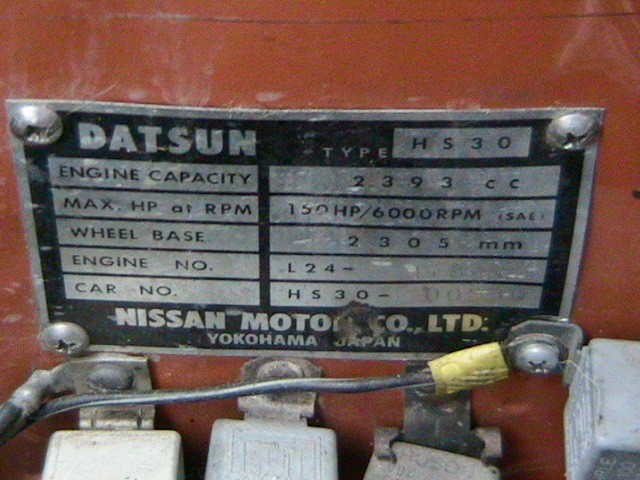 DATSUN TYPE HS30
ENGINE CAPACITY 2393 cc
MAX. HP at RPM 150HP/6000RPM (SAE)
WHEEL BASE 2305 mm
ENGINE NO. L24-
CAR NO. HS30-
NISSAN MOTOR CO., LTD.
YOKOHAMA JAPAN